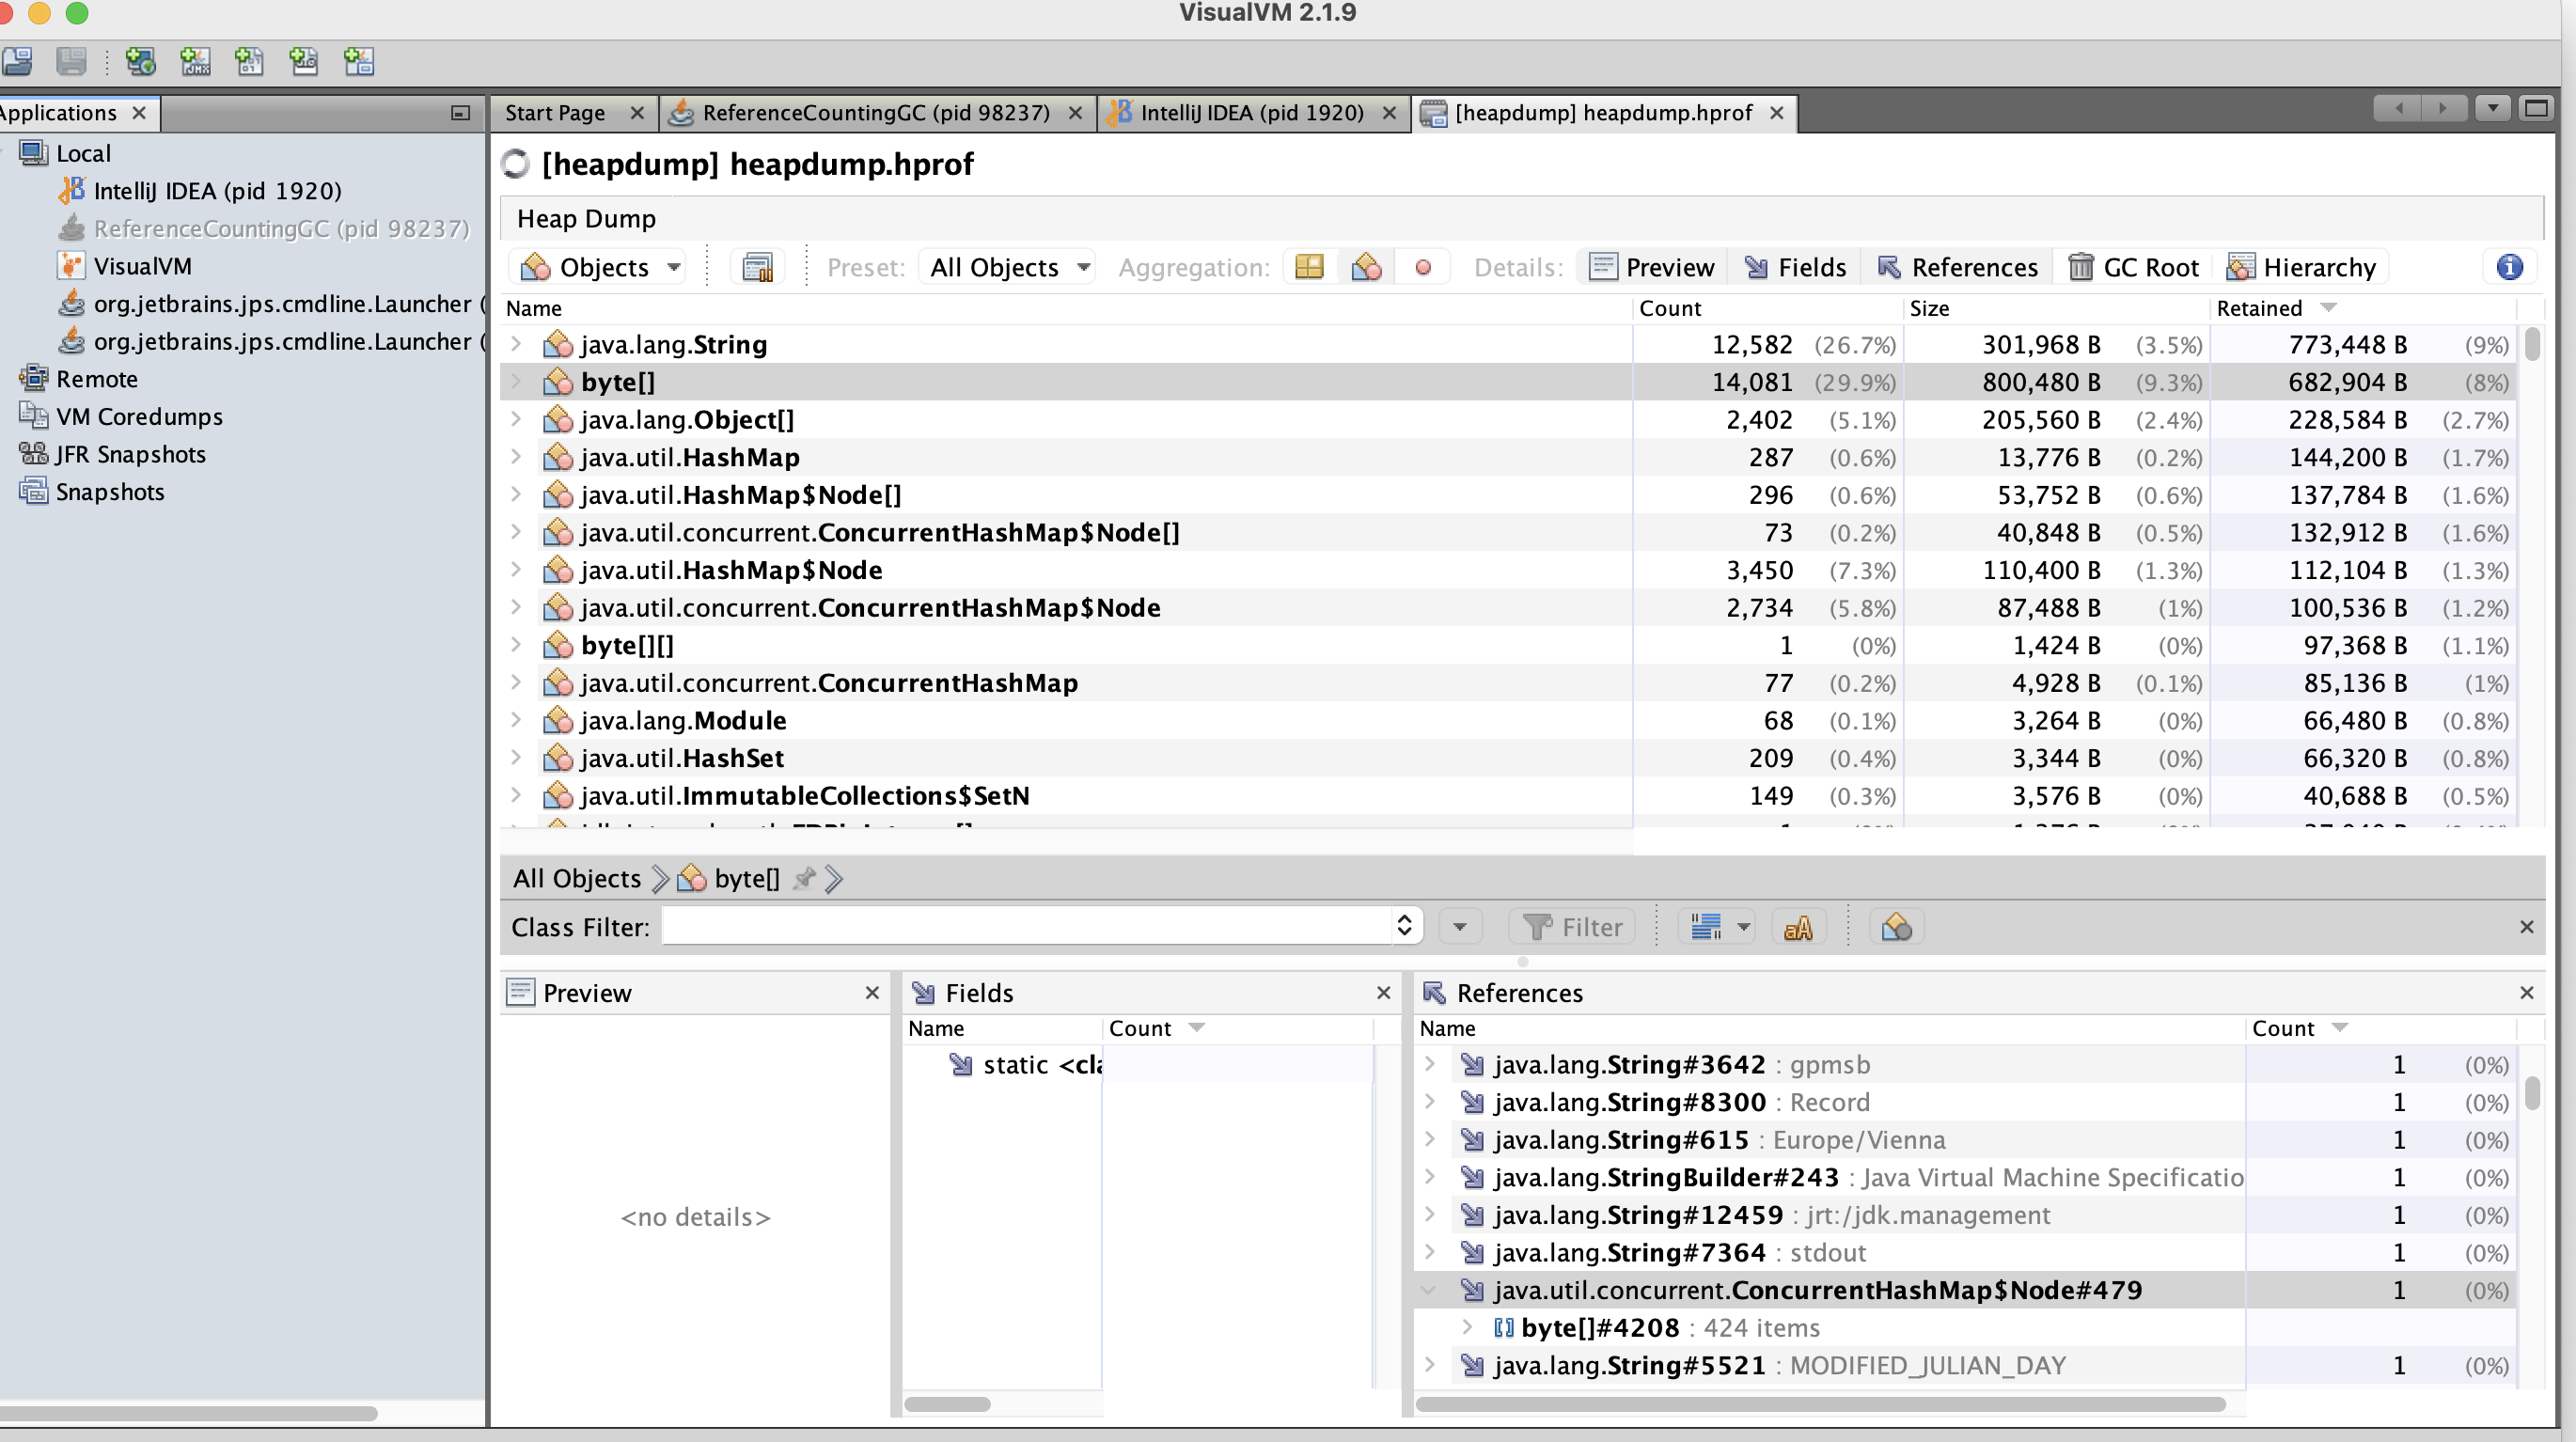 VisualVM 2.1.9
Applications
Start Page
ReferenceCountingGC (pid 98237)
IntelliJ IDEA (pid 1920)
[heapdump] heapdump.hprof
Local
IntelliJ IDEA (pid 1920)
ReferenceCountingGC (pid 98237)
VisualVM
org.jetbrains.jps.cmdline.Launcher (
org.jetbrains.jps.cmdline.Launcher (
Remote
VM Coredumps
JFR Snapshots
Snapshots
[heapdump] heapdump.hprof
Heap Dump
Objects Preset: All Objects Aggregation: Details: Preview Fields References GC Root Hierarchy
Name Count Size Retained
java.lang.String 12,582 (26.7%) 301,968 B (3.5%) 773,448 B (9%)
byte[] 14,081 (29.9%) 800,480 B (9.3%) 682,904 B (8%)
java.lang.Object[] 2,402 (5.1%) 205,560 B (2.4%) 228,584 B (2.7%)
java.util.HashMap 287 (0.6%) 13,776 B (0.2%) 144,200 B (1.7%)
java.util.HashMap$Node[] 296 (0.6%) 53,752 B (0.6%) 137,784 B (1.6%)
java.util.concurrent.ConcurrentHashMap$Node[] 73 (0.2%) 40,848 B (0.5%) 132,912 B (1.6%)
java.util.HashMap$Node 3,450 (7.3%) 110,400 B (1.3%) 112,104 B (1.3%)
java.util.concurrent.ConcurrentHashMap$Node 2,734 (5.8%) 87,488 B (1%) 100,536 B (1.2%)
byte[][] 1 (0%) 1,424 B (0%) 97,368 B (1.1%)
java.util.concurrent.ConcurrentHashMap 77 (0.2%) 4,928 B (0.1%) 85,136 B (1%)
java.lang.Module 68 (0.1%) 3,264 B (0%) 66,480 B (0.8%)
java.util.HashSet 209 (0.4%) 3,344 B (0%) 66,320 B (0.8%)
java.util.ImmutableCollections$SetN 149 (0.3%) 3,576 B (0%) 40,688 B (0.5%)
All Objects byte[]
Class Filter: Filter
Preview
<no details>
Fields
Name Count
static <cla
References
Name Count
java.lang.String#3642 : gpmsb 1 (0%)
java.lang.String#8300 : Record 1 (0%)
java.lang.String#615 : Europe/Vienna 1 (0%)
java.lang.StringBuilder#243 : Java Virtual Machine Specificatio 1 (0%)
java.lang.String#12459 : jrt:/jdk.management 1 (0%)
java.lang.String#7364 : stdout 1 (0%)
java.util.concurrent.ConcurrentHashMap$Node#479 1 (0%)
byte[]#4208 : 424 items
java.lang.String#5521 : MODIFIED_JULIAN_DAY 1 (0%)